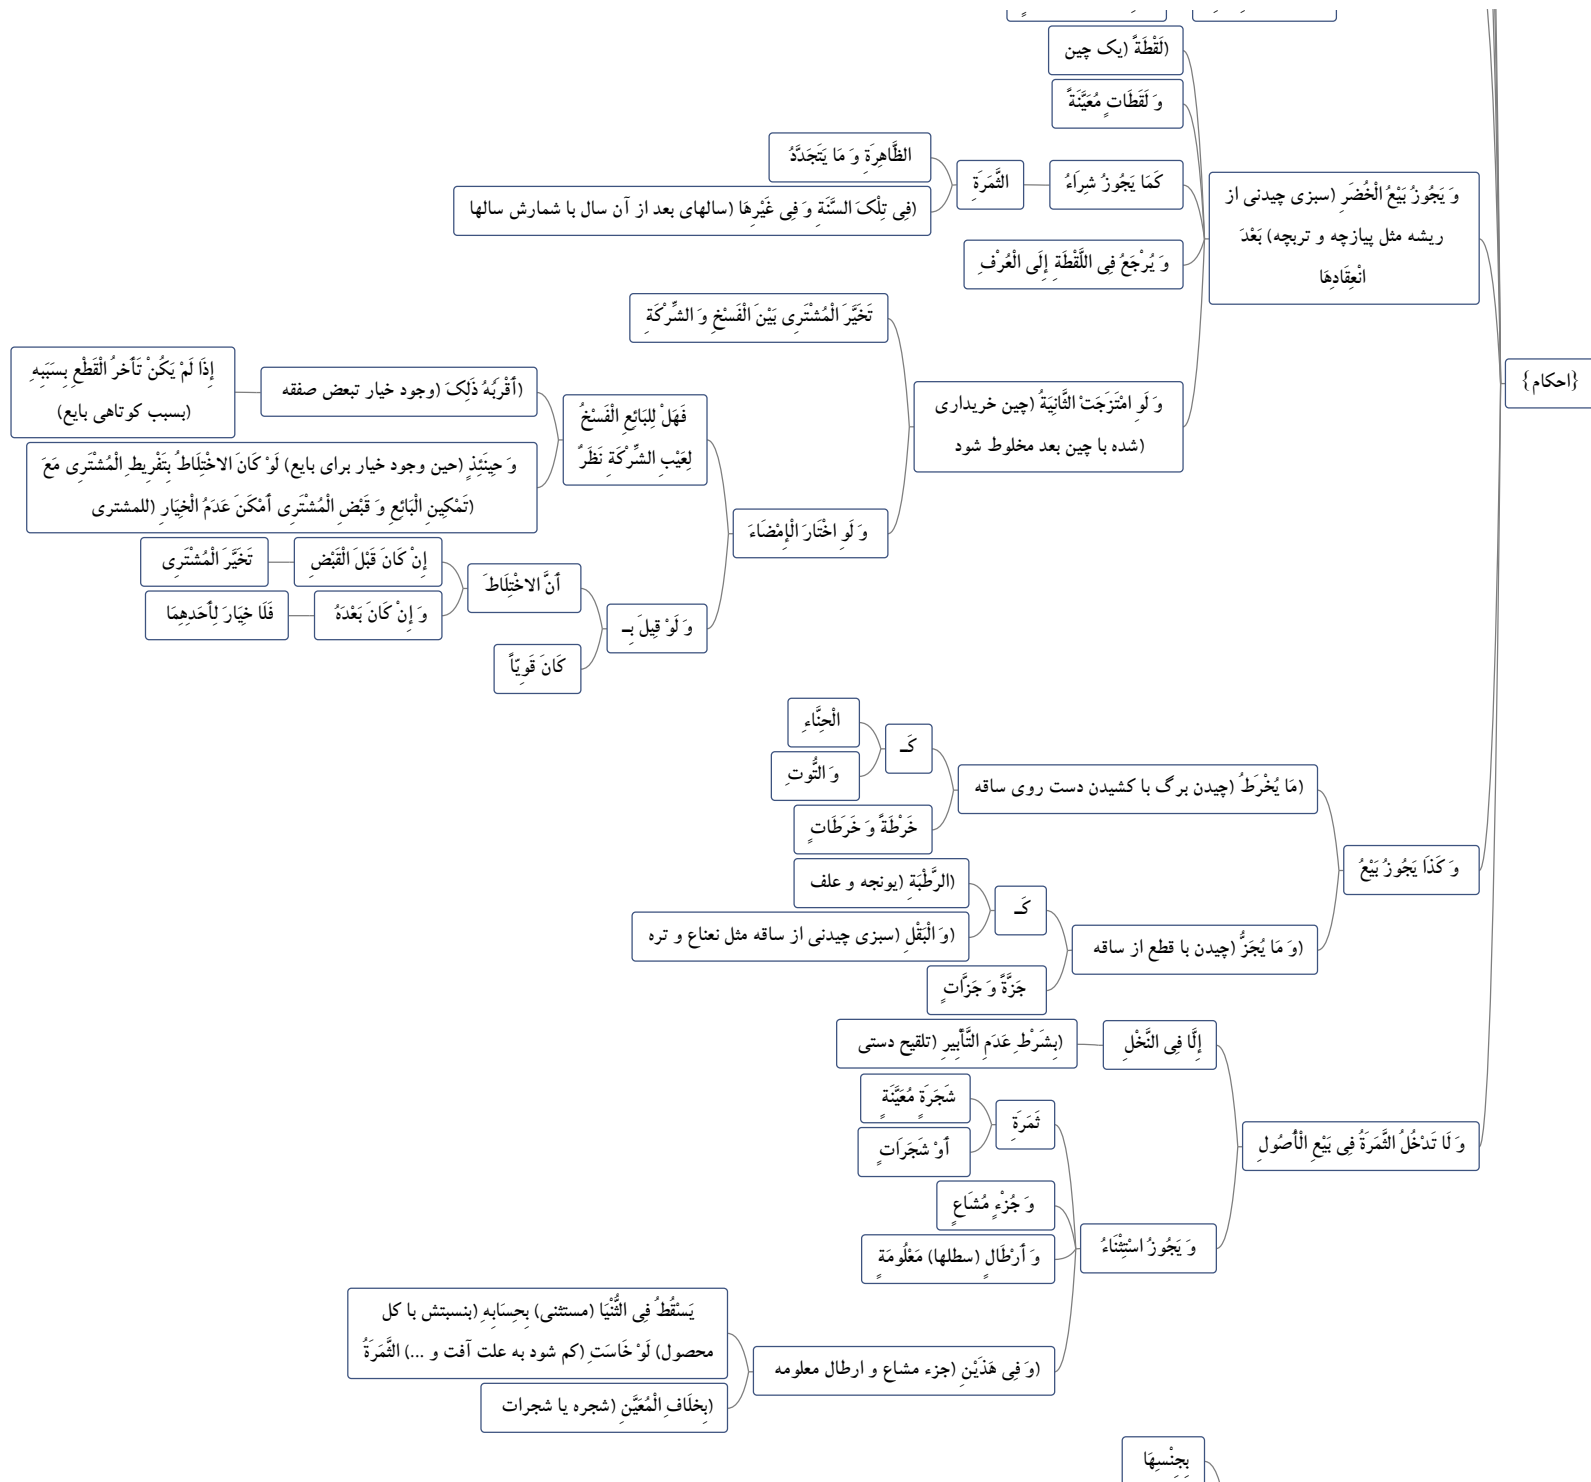 {احکام}
وَ يَجُوزُ بَيْعُ الْخُضَرِ (سبزی چیدنی از
ریشه مثل پیازچه و تربچه) بَعْدَ
انْعِقَادِهَا
(لَقْطَةً (یک چین
وَ لَقَطَاتٍ مُعَيَّنَةً
كَمَا يَجُوزُ شِرَاءُ
الثَّمَرَةِ
الظَّاهِرَةِ وَ مَا يَتَجَدَّدُ
(فِی تِلْکَ السَّنَةِ وَ فِی غَيْرِهَا (سالهای بعد از آن سال با شمارش سالها
وَ يُرْجَعُ فِی اللَّقْطَةِ إِلَی الْعُرْفِ
وَ لَوِ امْتَزَجَتْ الثَّانِيَةُ (چین خریداری
(شده با چین بعد مخلوط شود
تَخَيَّرَ الْمُشْتَرِی بَيْنَ الْفَسْخِ وَ الشِّرْكَةِ
وَ لَوِ اخْتَارَ الْإِمْضَاءَ
فَهَلْ لِلْبَائِعِ الْفَسْخُ
لِعَيْبِ الشِّرْكَةِ نَظَرٌ
(أَقْرَبُهُ ذَلِکَ (وجود خیار تبعض صفقه
إِذَا لَمْ يَكُنْ تَأَخرُ الْقَطْعِ بِسَبَبِهِ
(بسبب کوتاهی بایع)
وَ حِينَئِذٍ (حین وجود خیار برای بایع) لَوْ كَانَ الاخْتِلَاطُ بِتَفْرِيطِ الْمُشْتَرِی مَعَ
(تَمْكِينِ الْبَائِعِ وَ قَبْضِ الْمُشْتَرِی أَمْكَنَ عَدَمُ الْخِيَارِ (للمشتری
وَ لَوْ قِيلَ بِـ
أَنَّ الاخْتِلَاطَ
إِنْ كَانَ قَبْلَ الْقَبْضِ
تَخَيَّرَ الْمُشْتَرِی
وَ إِنْ كَانَ بَعْدَهُ
فَلَا خِيَارَ لِأَحَدِهِمَا
كَانَ قَوِيّاً
وَ كَذَا يَجُوزُ بَيْعُ
(مَا يُخْرَطُ (چیدن برگ با کشیدن دست روی ساقه
كَـ
الْحِنَّاءِ
وَ التُّوتِ
خَرْطَةً وَ خَرَطَاتٍ
(وَ مَا يُجَزُّ (چیدن با قطع از ساقه
كَـ
(الرَّطْبَةِ (یونجه و علف
(وَ الْبَقْلِ (سبزی چیدنی از ساقه مثل نعناع و تره
جَزَّةً وَ جَزَّاتٍ
وَ لَا تَدْخُلُ الثَّمَرَةُ فِی بَيْعِ الْأُصُولِ
إِلَّا فِی النَّخْلِ
(بِشَرْطِ عَدَمِ التَّأْبِيرِ (تلقیح دستی
وَ يَجُوزُ اسْتِثْنَاءُ
ثَمَرَةِ
شَجَرَةٍ مُعَيَّنَةٍ
أَوْ شَجَرَاتٍ
وَ جُزْءٍ مُشَاعٍ
وَ أَرْطَالٍ (سطلها) مَعْلُومَةٍ
(وَ فِی هَذَيْنِ (جزء مشاع و ارطال معلومه
يَسْقُطُ فِی الثُّنْيَا (مستثنی) بِحِسَابِهِ (بنسبتش با کل
محصول) لَوْ خَاسَتِ (کم شود به علت آفت و ...) الثَّمَرَةُ
(بِخلَافِ الْمُعَيَّنِ (شجره یا شجرات
بِجِنْسِهَا